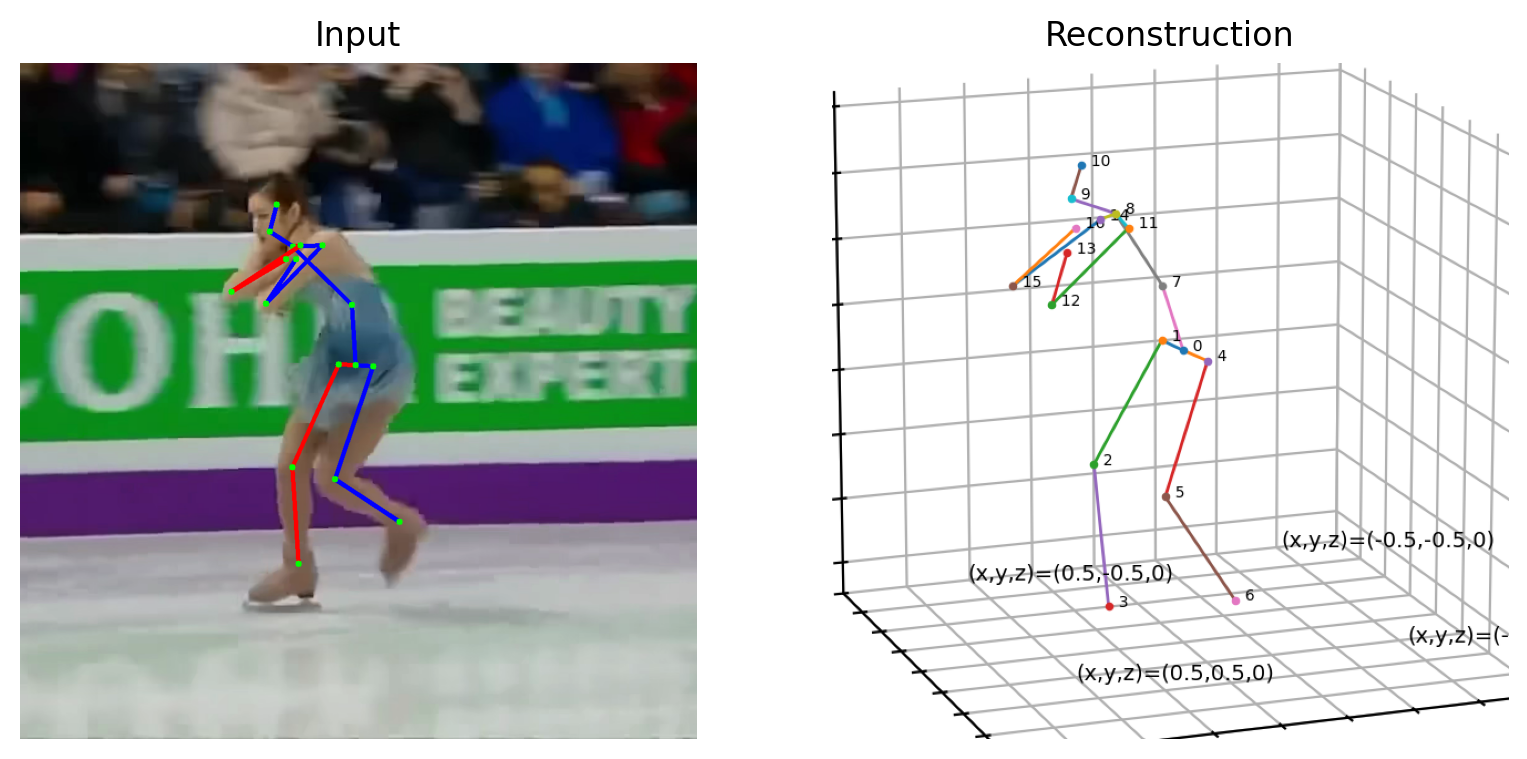 Input
Reconstruction
COH
BEAUTY
EXPERT
10
9
8
14
11
16
13
15
12
7
1
0
4
2
5
(x,y,z)=(-0.5,-0.5,0)
(x,y,z)=(0.5,-0.5,0)
6
3
(x,y,z)=(-
(x,y,z)=(0.5,0.5,0)